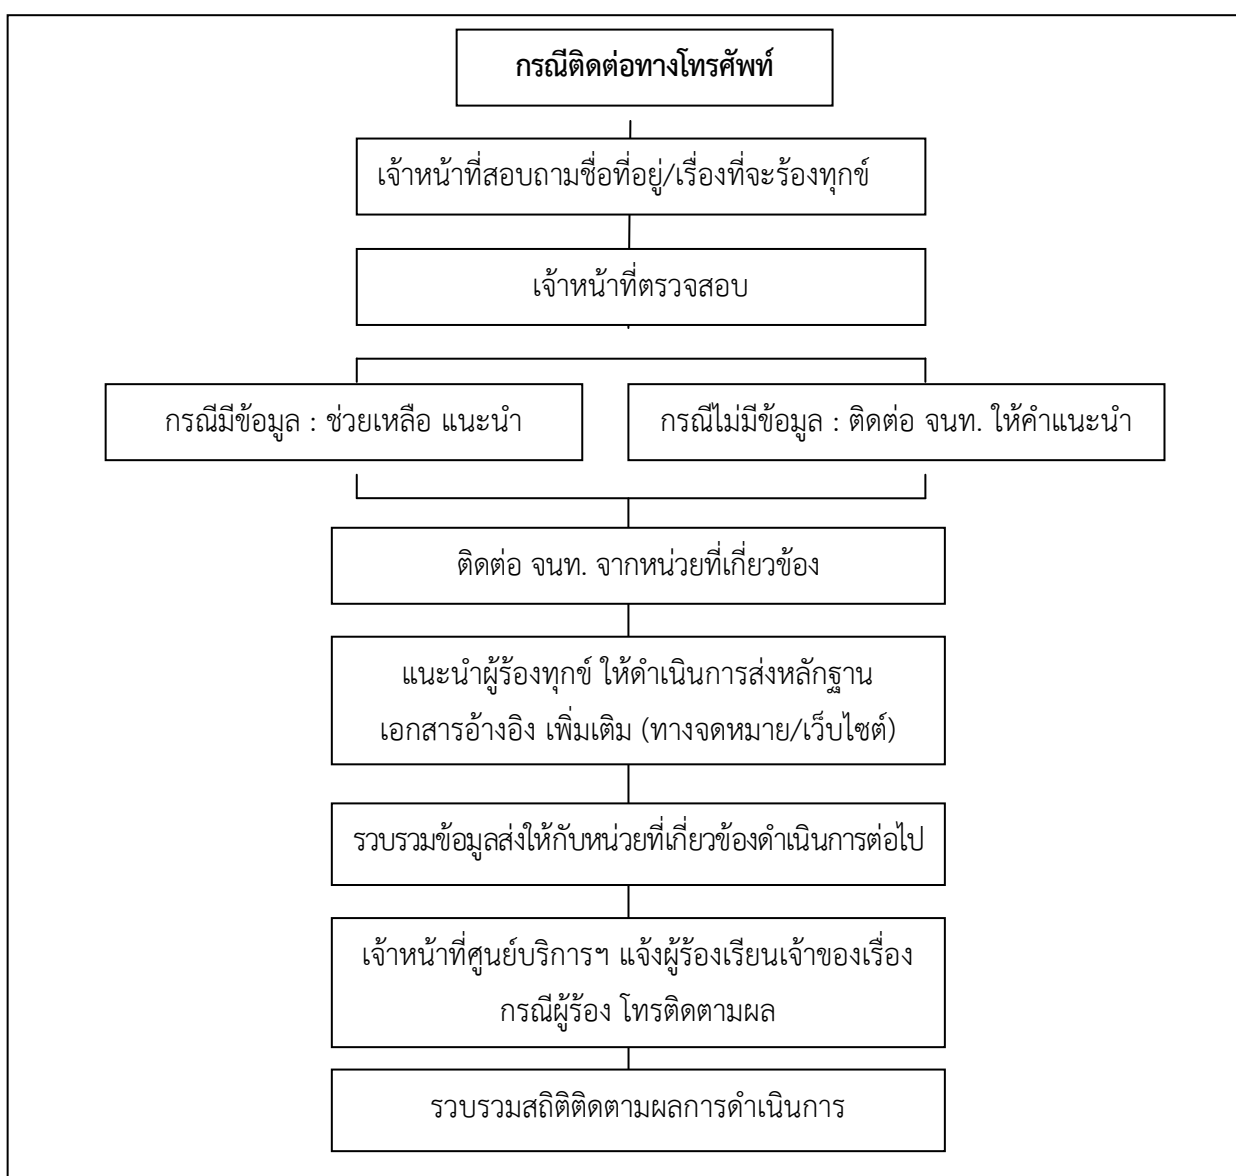 กรณีติดต่อทางโทรศัพท์
เจ้าหน้าที่สอบถามชื่อที่อยู่/เรื่องที่จะร้องทุกข์
เจ้าหน้าที่ตรวจสอบ
กรณีมีข้อมูล : ช่วยเหลือ แนะนำ
กรณีไม่มีข้อมูล : ติดต่อ จนท. ให้คำแนะนำ
ติดต่อ จนท. จากหน่วยที่เกี่ยวข้อง
แนะนำผู้ร้องทุกข์ ให้ดำเนินการส่งหลักฐาน
เอกสารอ้างอิง เพิ่มเติม (ทางจดหมาย/เว็บไซต์)
รวบรวมข้อมูลส่งให้กับหน่วยที่เกี่ยวข้องดำเนินการต่อไป
เจ้าหน้าที่ศูนย์บริการฯ แจ้งผู้ร้องเรียนเจ้าของเรื่อง
กรณีผู้ร้อง โทรติดตามผล
รวบรวมสถิติติดตามผลการดำเนินการ